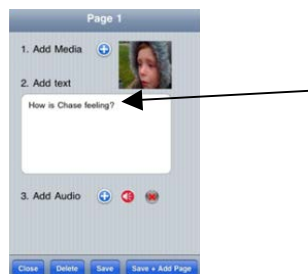 Page 1
1. Add Media
2. Add text
How is Chase feeling?
3. Add Audio
Close Delete Save Save + Add Page